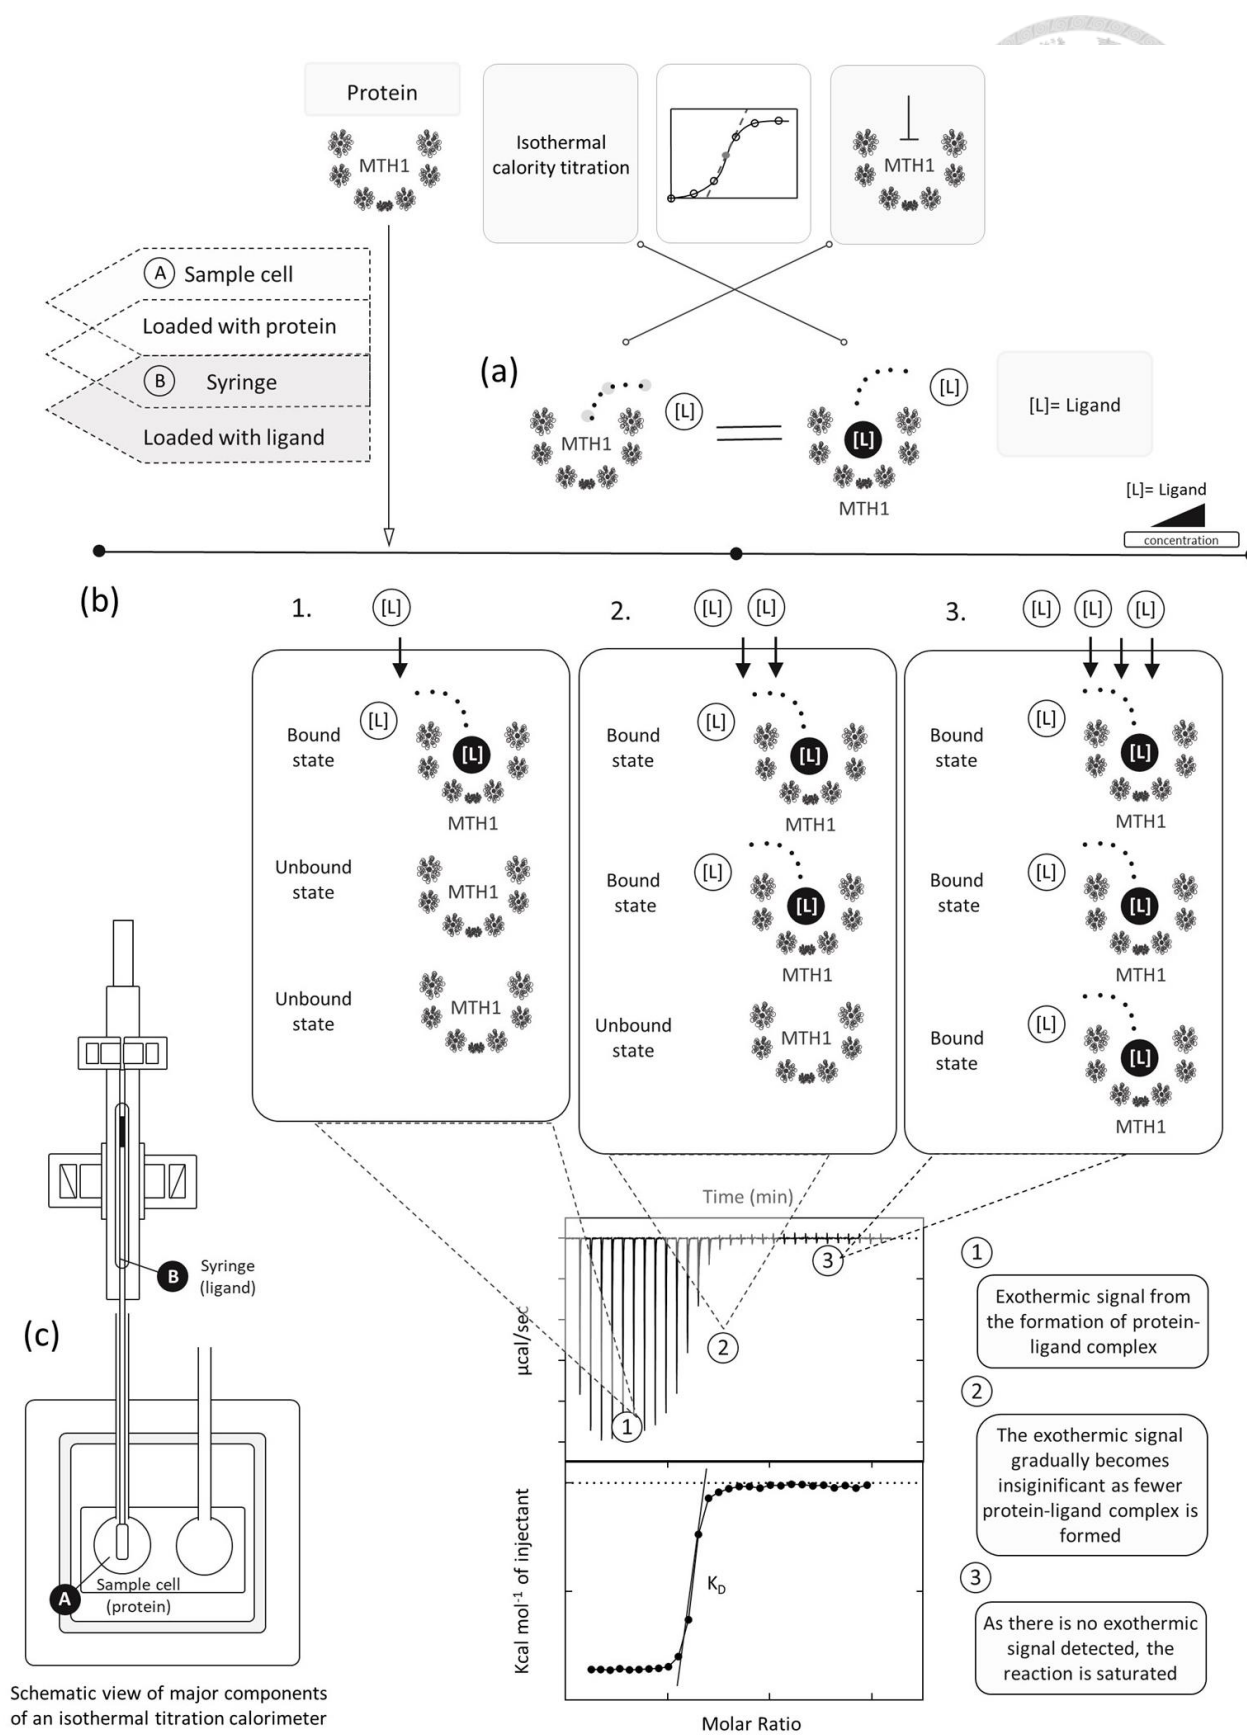 Protein
MTH1
Isothermal
calority titration
MTH1
A Sample cell
Loaded with protein
B Syringe
Loaded with ligand
(a)
MTH1
[L]
[L]
[L]
MTH1
[L]= Ligand
[L]= Ligand
concentration
(b)
1.
[L]
2.
[L] [L]
3.
[L] [L] [L]
Bound
state
[L]
[L]
MTH1
Unbound
state
MTH1
Unbound
state
MTH1
Bound
state
[L]
[L]
MTH1
Bound
state
[L]
[L]
MTH1
Unbound
state
MTH1
Bound
state
[L]
[L]
MTH1
Bound
state
[L]
[L]
MTH1
Bound
state
[L]
[L]
MTH1
B
Syringe
(ligand)
(c)
A
Sample cell
(protein)
Schematic view of major components
of an isothermal titration calorimeter
Time (min)
µcal/sec
1
2
3
Kcal mol-1 of injectant
KD
Molar Ratio
1
Exothermic signal from
the formation of protein-
ligand complex
2
The exothermic signal
gradually becomes
insiginificant as fewer
protein-ligand complex is
formed
3
As there is no exothermic
signal detected, the
reaction is saturated